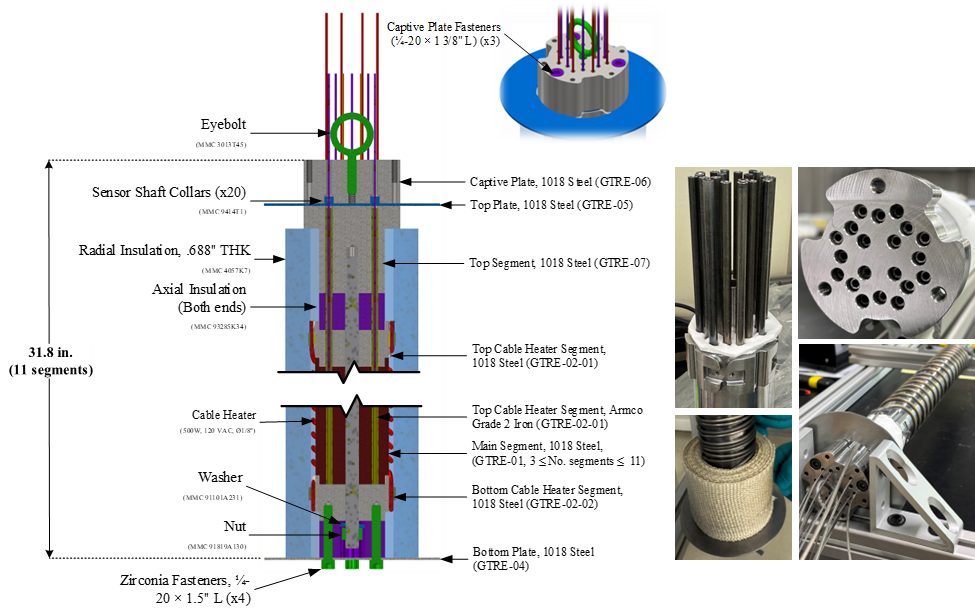 Captive Plate Fasteners
(¼-20 × 1 3/8" L) (x3)
Eyebolt
(MMC 3013T45)
Sensor Shaft Collars (x20)
(MMC 9414T1)
Radial Insulation, .688" THK
(MMC 4057K7)
Axial Insulation
(Both ends)
(MMC 93285K34)
31.8 in.
(11 segments)
Cable Heater
(500W, 120 VAC, Ø1/8")
Washer
(MMC 91101A231)
Nut
(MMC 91819A130)
Zirconia Fasteners, ¼-
20 × 1.5" L (x4)
Captive Plate, 1018 Steel (GTRE-06)
Top Plate, 1018 Steel (GTRE-05)
Top Segment, 1018 Steel (GTRE-07)
Top Cable Heater Segment,
1018 Steel (GTRE-02-01)
Top Cable Heater Segment, Armco
Grade 2 Iron (GTRE-02-01)
Main Segment, 1018 Steel,
(GTRE-01, 3 ≤ No. segments ≤ 11)
Bottom Cable Heater Segment,
1018 Steel (GTRE-02-02)
Bottom Plate, 1018 Steel
(GTRE-04)